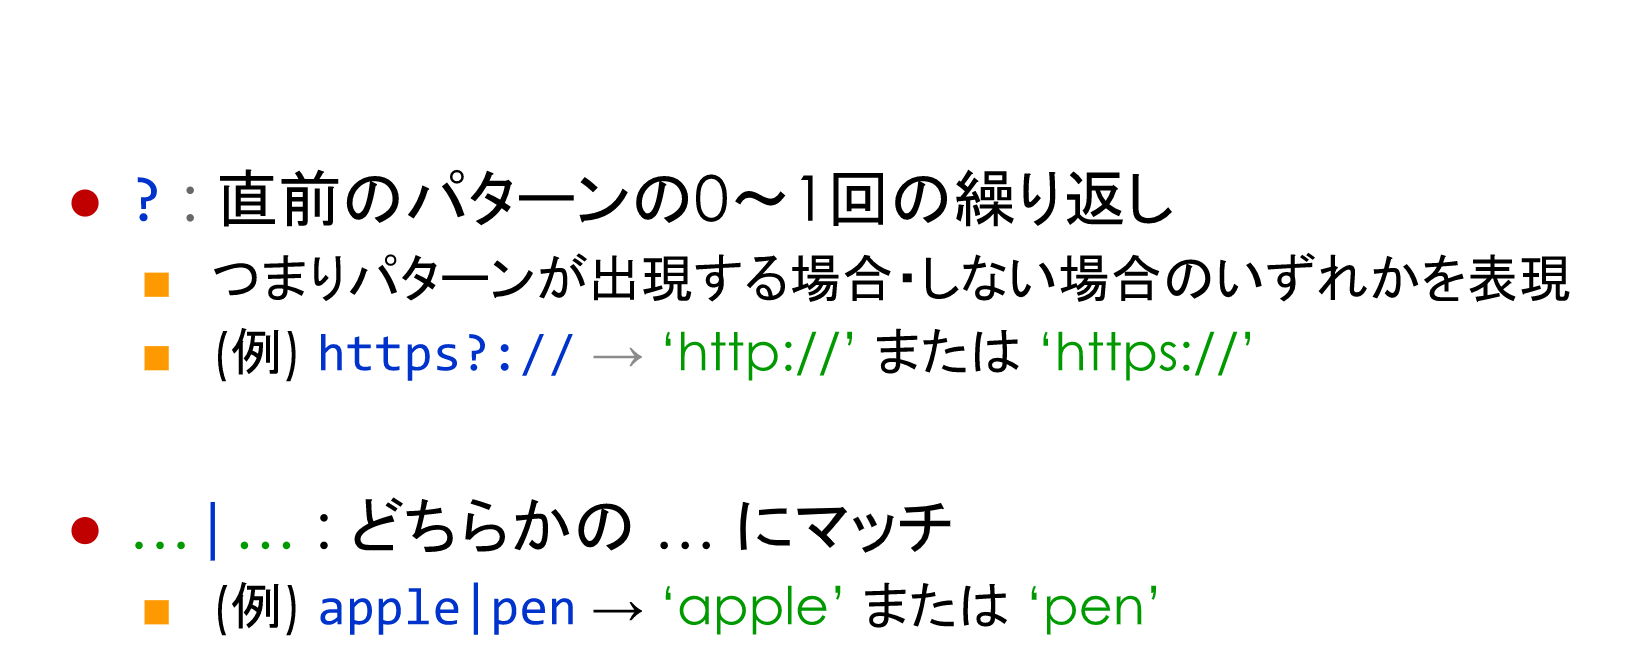 ● ? : 直前のパターンの0～1回の繰り返し
■ つまりパターンが出現する場合・しない場合のいずれかを表現
■ (例) https?:// → ‘http://’ または ‘https://’
● …|… : どちらかの … にマッチ
■ (例) apple|pen → ‘apple’ または ‘pen’